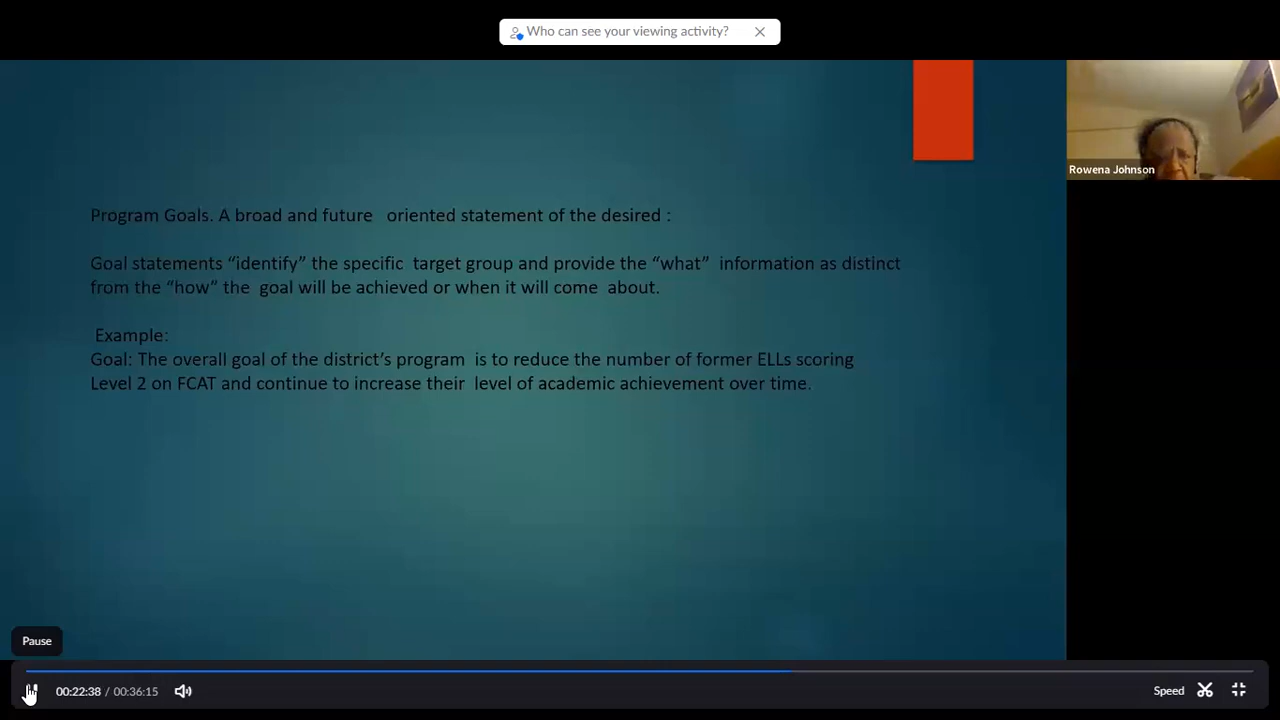 Who can see your viewing activity?
Rowena Johnson
Program Goals. A broad and future oriented statement of the desired :
Goal statements “identify” the specific target group and provide the “what” information as distinct
from the “how” the goal will be achieved or when it will come about.
Example:
Goal: The overall goal of the district’s program is to reduce the number of former ELLs scoring
Level 2 on FCAT and continue to increase their level of academic achievement over time.
Pause
00:22:38 / 00:36:15
Speed